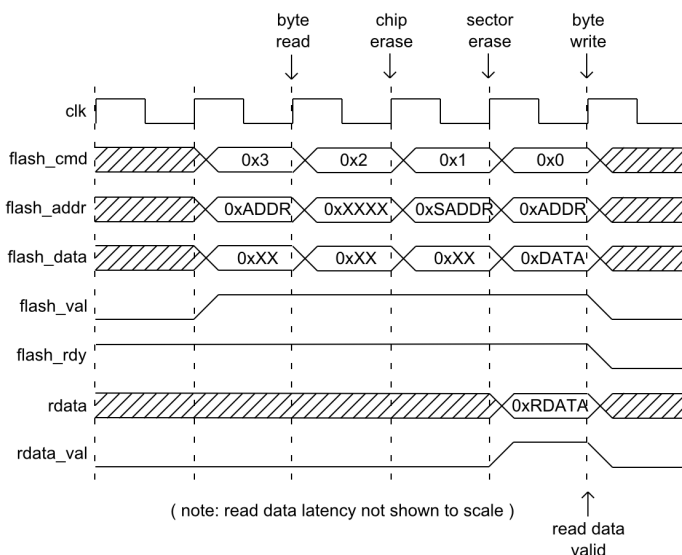 byte chip sector byte
read erase erase write
clk
flash_cmd 0x3 0x2 0x1 0x0
flash_addr 0xADDR 0xXXXX 0xSADDR 0xADDR
flash_data 0xXX 0xXX 0xXX 0xDATA
flash_val
flash_rdy
rdata 0xRDATA
rdata_val
( note: read data latency not shown to scale )
read data
valid